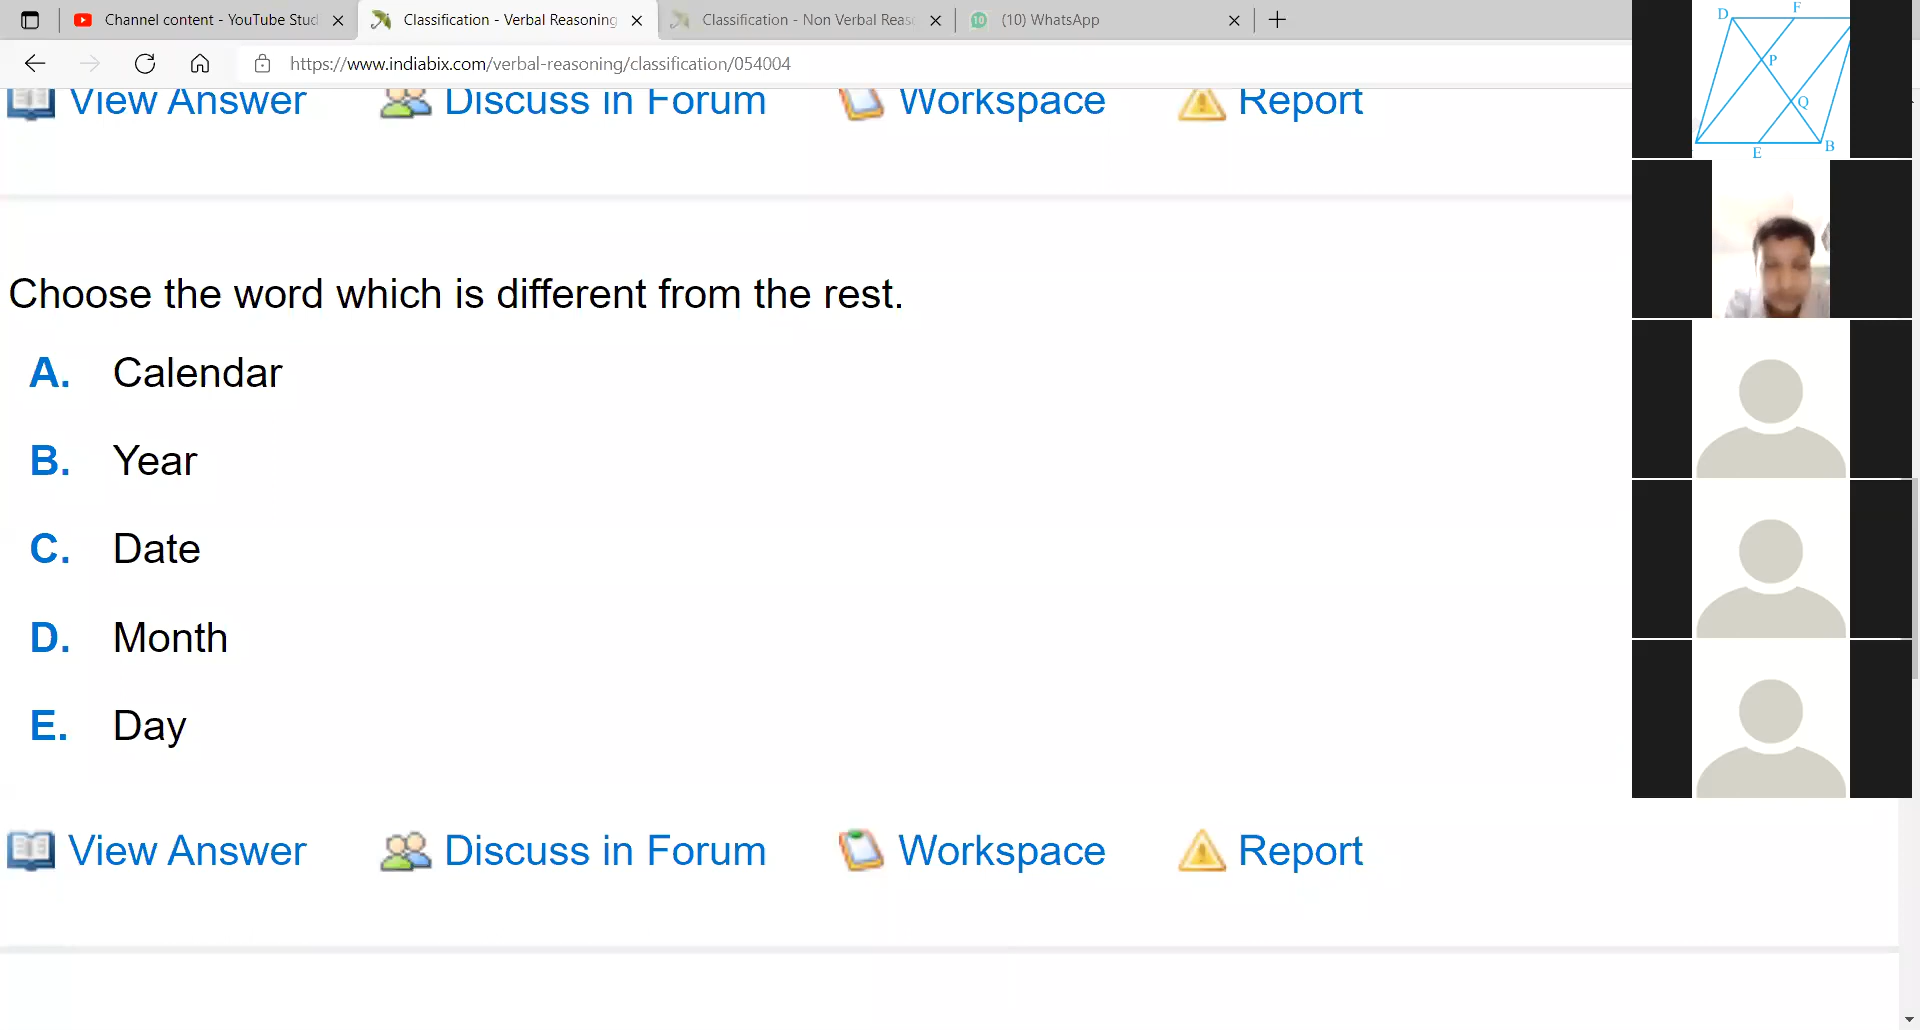 Channel content - YouTube Stud
Classification - Verbal Reasoning
Classification - Non Verbal Reaso
10 (10) WhatsApp
https://www.indiabix.com/verbal-reasoning/classification/054004
View Answer Discuss in Forum Workspace Report
Choose the word which is different from the rest.
A. Calendar
B. Year
C. Date
D. Month
E. Day
View Answer Discuss in Forum Workspace Report
D F
P
Q
E B